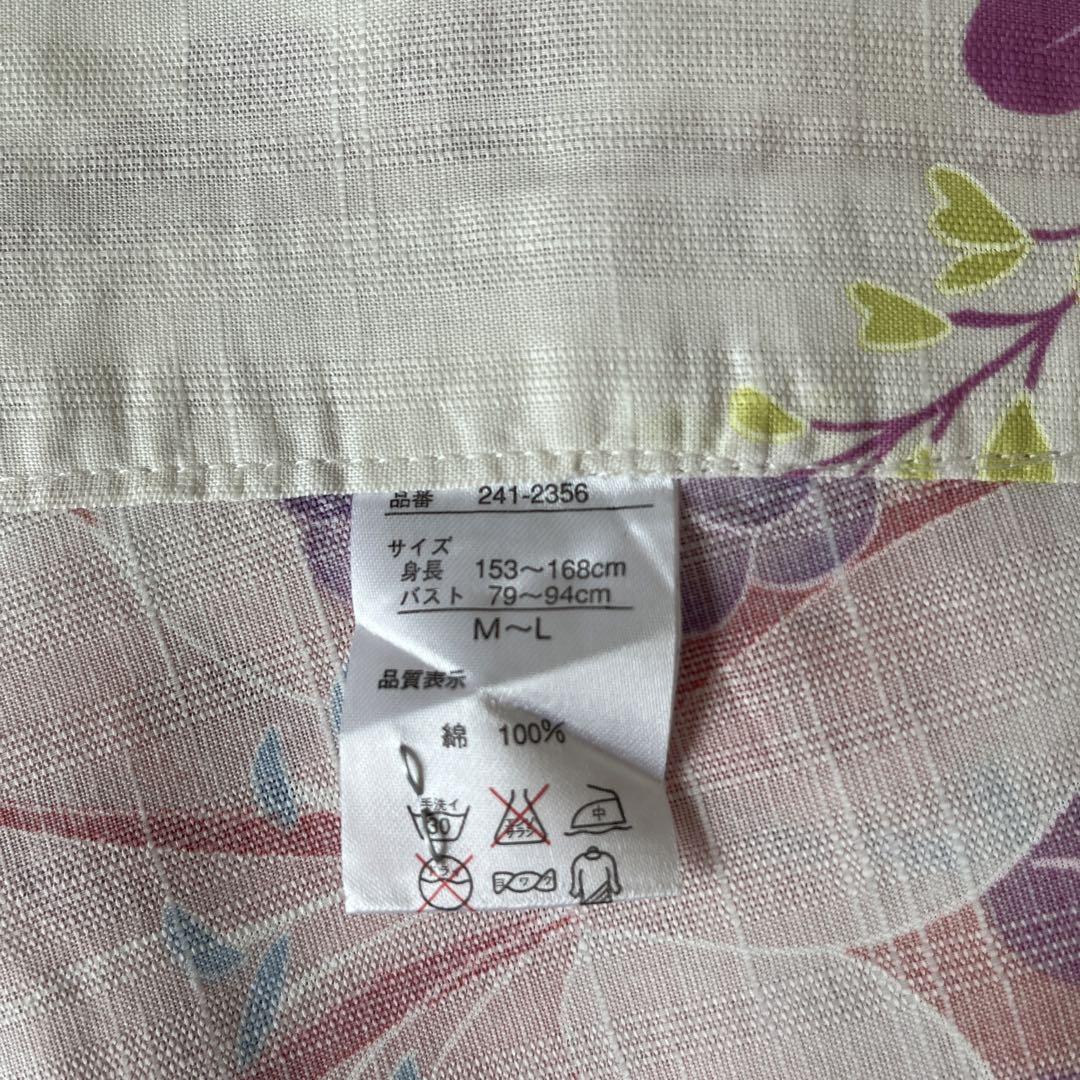 品番 241-2356
サイズ
身長 153〜168cm
バスト 79〜94cm
M〜L
品質表示
綿 100%
手洗イ
30
中